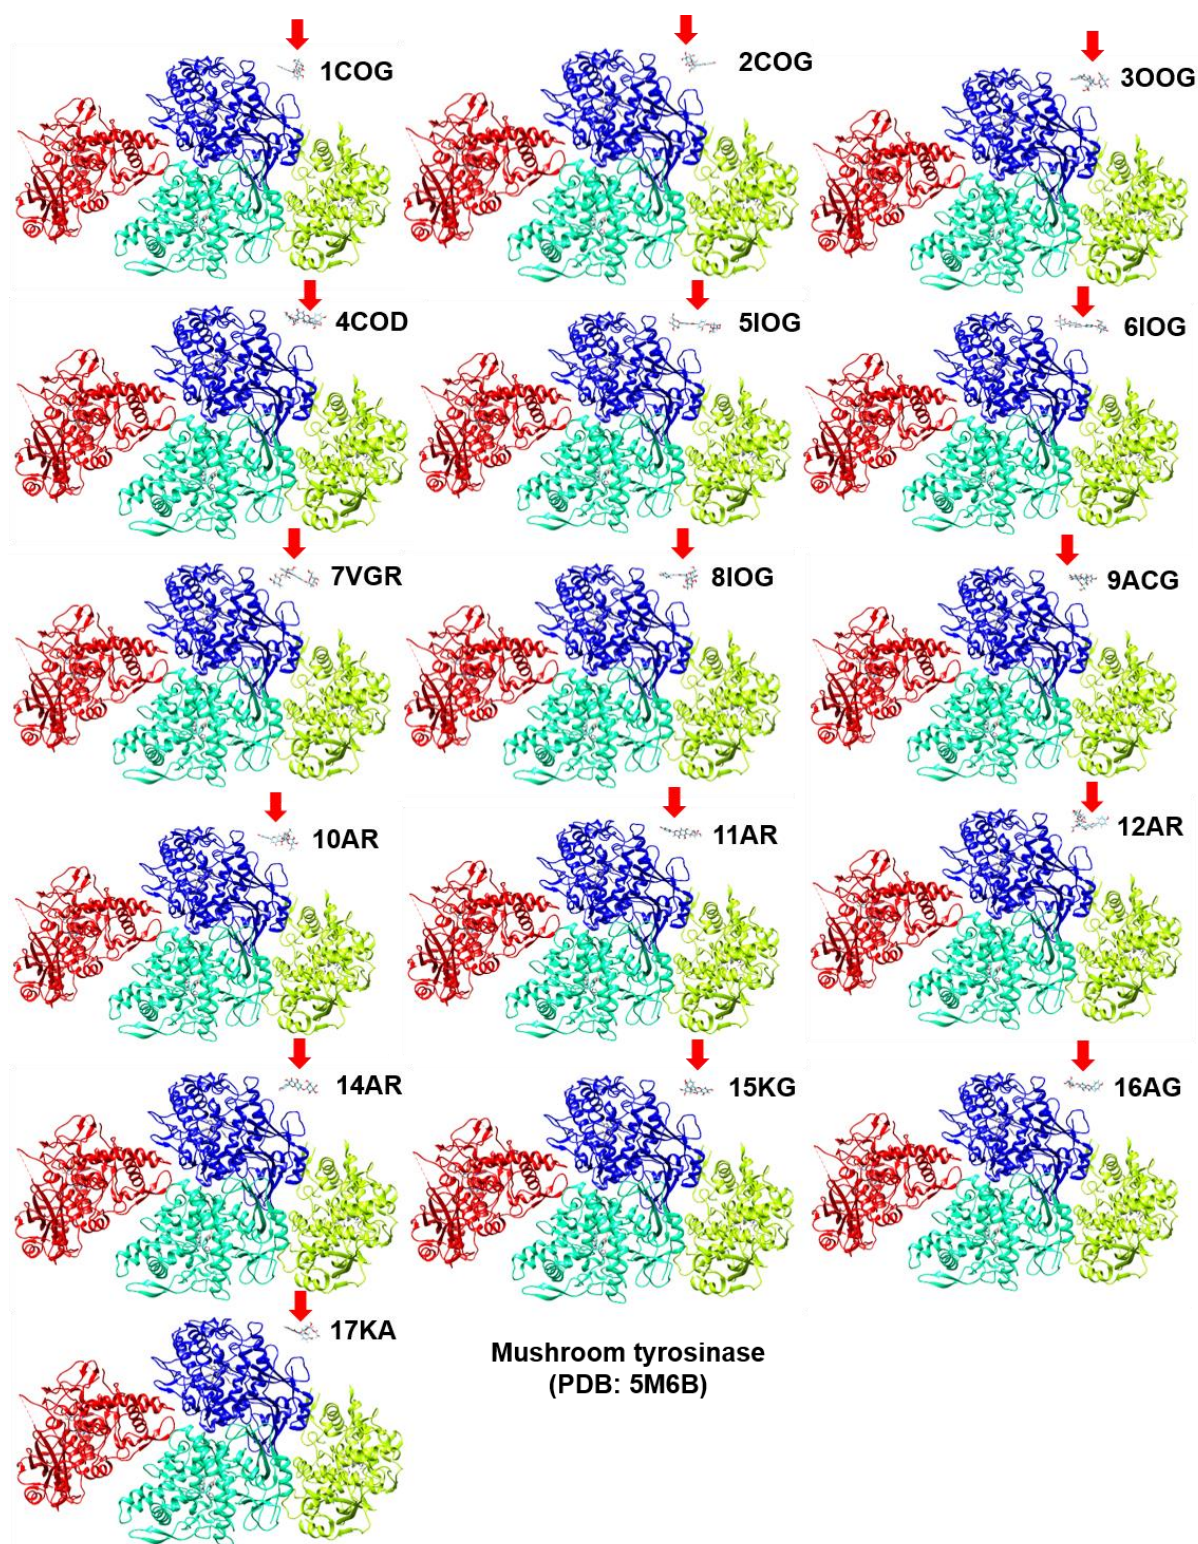 1COG
2COG
3OOG
4COD
5IOG
6IOG
7VGR
8IOG
9ACG
10AR
11AR
12AR
14AR
15KG
16AG
17KA
Mushroom tyrosinase
(PDB: 5M6B)